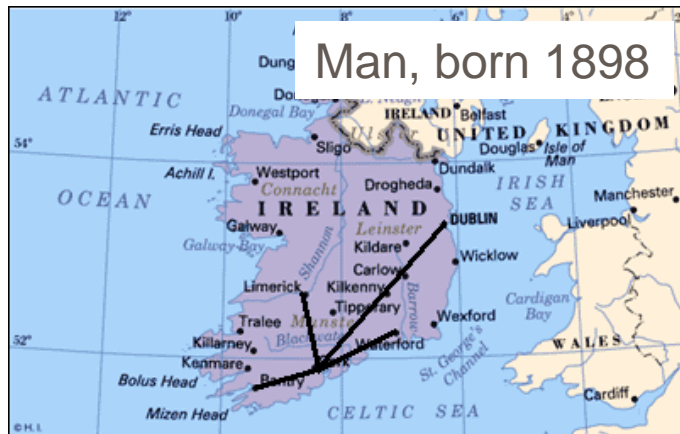 10°
8°
6°
Man, born 1898
ATLANTIC
Donegal Bay
IRELAND
Belfast
Erris Head
Ulster
UNITED KINGDOM
54°
Sligo
Douglas
Isle of
Man
Achill I.
Westport
Dundalk
Connacht
Drogheda
IRISH
SEA
OCEAN
IRELAND
Manchester
Galway
Leinster
DUBLIN
Liverpool
Galway Bay
Shannon
Kildare
Wicklow
Carlow
Limerick
Kilkenny
Barrow
Cardigan
Bay
Tipperary
Tralee
Munster
Wexford
52°
Killarney
Waterford
St. George's
Channel
WALES
Kenmare
Bolus Head
Bantry
Mizen Head
CELTIC SEA
Cardiff
©H.I.